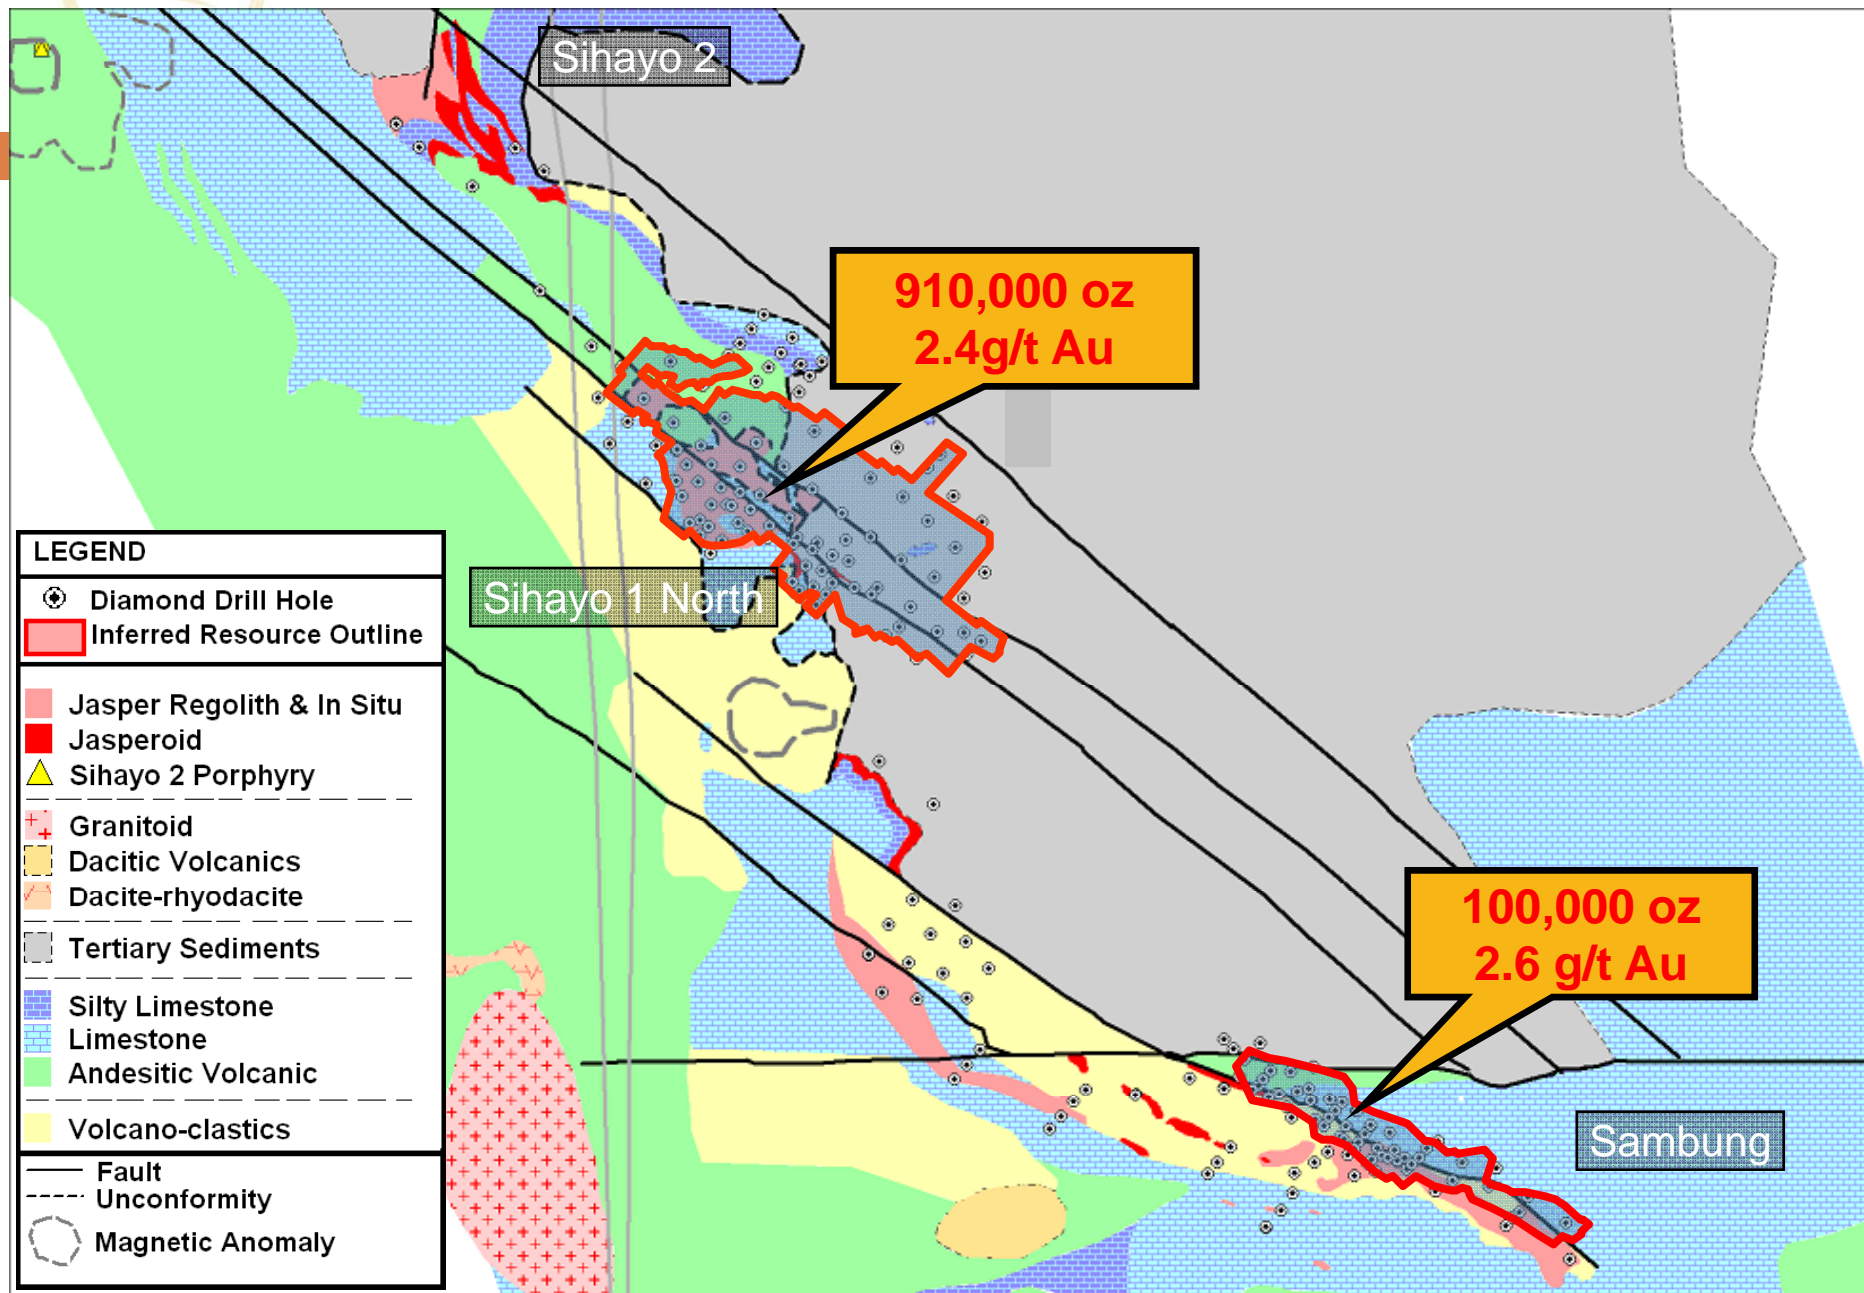 Sihayo 2
910,000 oz
2.4g/t Au
Sihayo 1 North
100,000 oz
2.6 g/t Au
Sambung
LEGEND
Diamond Drill Hole
Inferred Resource Outline
Jasper Regolith & In Situ
Jasperoid
Sihayo 2 Porphyry
Granitoid
Dacitic Volcanics
Dacite-rhyodacite
Tertiary Sediments
Silty Limestone
Limestone
Andesitic Volcanic
Volcano-clastics
Fault
Unconformity
Magnetic Anomaly